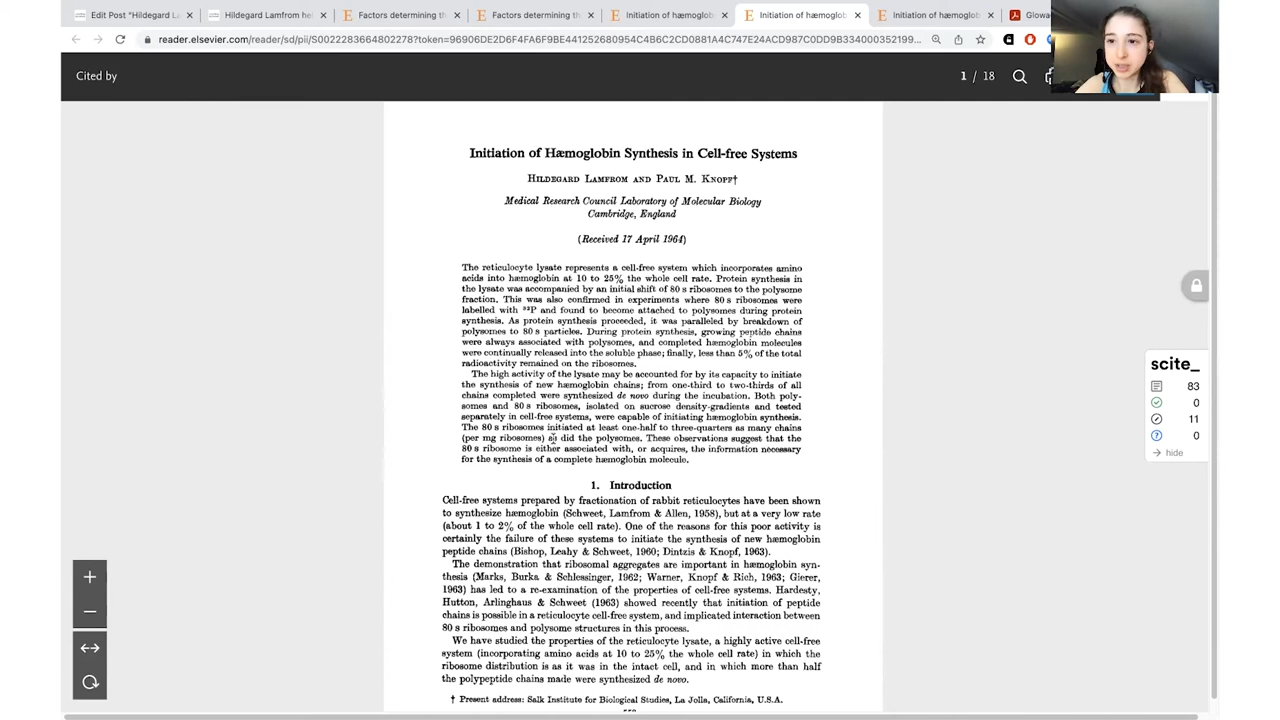 Edit Post "Hildegard L
Hildegard Lamfrom he
Factors determining th
Factors determining the
Initiation of hæmoglob
Initiation of hæmoglob
Initiation of hæmoglob
Glowa
reader.elsevier.com/reader/sd/pii/S0022283664802278?token=96906DE2D6F4FA6F9BE441252680954C4B6C2CD0881A4C747E24ACD987C0DD9B334000352199...
Cited by
1 / 18
Initiation of Hæmoglobin Synthesis in Cell-free Systems
HILDEGARD LAMFROM AND PAUL M. KNOPF†
Medical Research Council Laboratory of Molecular Biology
Cambridge, England
(Received 17 April 1964)
The reticulocyte lysate represents a cell-free system which incorporates amino
acids into hæmoglobin at 10 to 25% the whole cell rate. Protein synthesis in
the lysate was accompanied by an initial shift of 80 s ribosomes to the polysome
fraction. This was also confirmed in experiments where 80 s ribosomes were
labelled with ³²P and found to become attached to polysomes during protein
synthesis. As protein synthesis proceeded, it was paralleled by breakdown of
polysomes to 80 s particles. During protein synthesis, growing peptide chains
were always associated with polysomes, and completed hæmoglobin molecules
were continually released into the soluble phase; finally, less than 5% of the total
radioactivity remained on the ribosomes.
The high activity of the lysate may be accounted for by its capacity to initiate
the synthesis of new hæmoglobin chains; from one-third to two-thirds of all
chains completed were synthesized de novo during the incubation. Both poly-
somes and 80 s ribosomes, isolated on sucrose density-gradients and tested
separately in cell-free systems, were capable of initiating hæmoglobin synthesis.
The 80 s ribosomes initiated at least one-half to three-quarters as many chains
(per mg ribosomes) as did the polysomes. These observations suggest that the
80 s ribosome is either associated with, or acquires, the information necessary
for the synthesis of a complete hæmoglobin molecule.
1. Introduction
Cell-free systems prepared by fractionation of rabbit reticulocytes have been shown
to synthesize hæmoglobin (Schweet, Lamfrom & Allen, 1958), but at a very low rate
(about 1 to 2% of the whole cell rate). One of the reasons for this poor activity is
certainly the failure of these systems to initiate the synthesis of new hæmoglobin
peptide chains (Bishop, Leahy & Schweet, 1960; Dintzis & Knopf, 1963).
The demonstration that ribosomal aggregates are important in hæmoglobin syn-
thesis (Marks, Burka & Schlessinger, 1962; Warner, Knopf & Rich, 1963; Gierer,
1963) has led to a re-examination of the properties of cell-free systems. Hardesty,
Hutton, Arlinghaus & Schweet (1963) showed recently that initiation of peptide
chains is possible in a reticulocyte cell-free system, and implicated interaction between
80 s ribosomes and polysome structures in this process.
We have studied the properties of the reticulocyte lysate, a highly active cell-free
system (incorporating amino acids at 10 to 25% the whole cell rate) in which the
ribosome distribution is as it was in the intact cell, and in which more than half
the polypeptide chains made were synthesized de novo.
† Present address: Salk Institute for Biological Studies, La Jolla, California, U.S.A.
scite_
83
0
11
0
hide